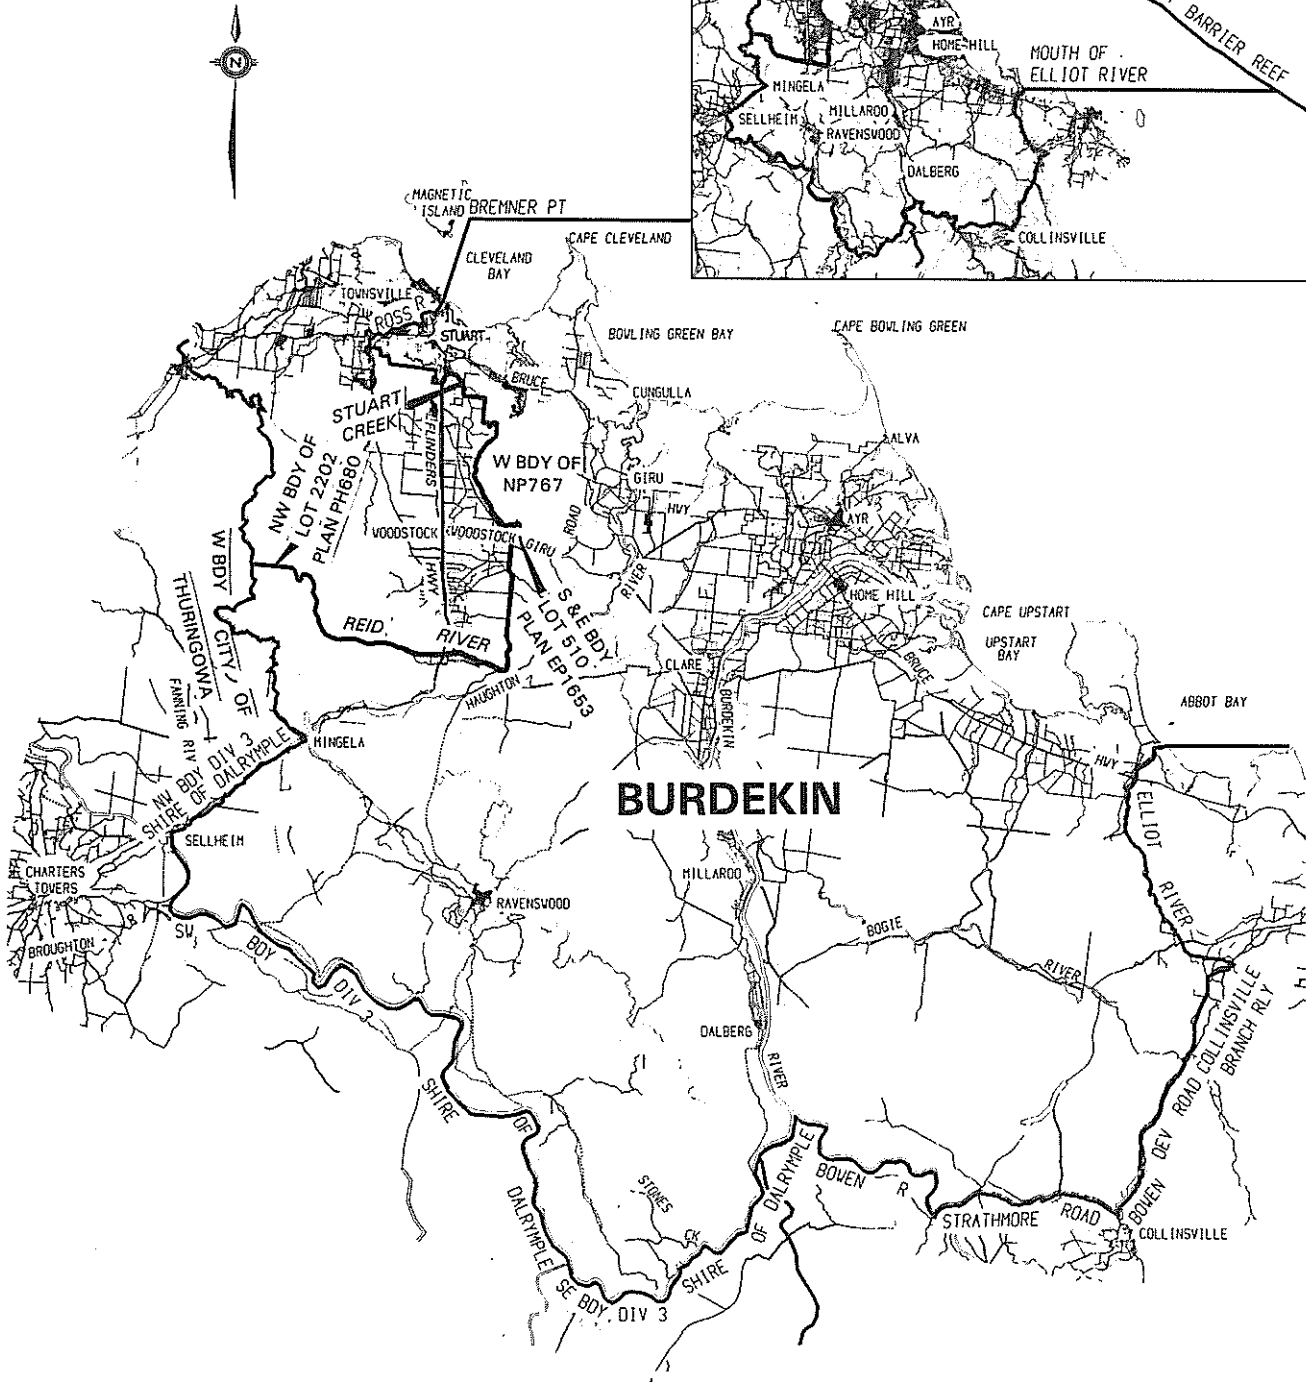 N
BARRIER REEF
AYR
HOME HILL
MOUTH OF
ELLIOT RIVER
MINGELA
SELLHEIM
MILLAROO
RAVENSWOOD
DALBERG
COLLINSVILLE
MAGNETIC
ISLAND
BREMNER PT
CAPE CLEVELAND
CLEVELAND
BAY
TOWNSVILLE
ROSS R
STUART
BOWLING GREEN BAY
CAPE BOWLING GREEN
BRUCE
CUNGULLA
STUART
CREEK
FLINDERS
HWY
ALVA
NW BDY OF
LOT 2202
PLAN PH680
W BDY OF
NP767
GIRU
HWY
AYR
WOODSTOCK
WOODSTOCK GIRU
ROAD
RIVER
HOME HILL
W BDY CITY OF
THURINGOWA
REID RIVER
S & E BDY
LOT 510
PLAN EP1653
CAPE UPSTART
UPSTART
BAY
BRUCE
HWY
CLARE
HAUGHTON
BURDEKIN
ABBOT BAY
FANNING RIV
MINGELA
NW BDY DIV 3
SHIRE OF DALRYMPLE
BURDEKIN
ELLIOT
RIVER
SELLHEIM
CHARTERS
TOWERS
MILLAROO
RAVENSWOOD
BROUGHTON
R
BOGIE
RIVER
SW BDY DIV 3 SHIRE OF DALRYMPLE
DALBERG
RIVER
BOWEN DEV ROAD
COLLINSVILLE
BRANCH RLY
STONES
CK
BOWEN R
STRATHMORE ROAD
COLLINSVILLE
SE BDY. DIV 3 SHIRE OF DALRYMPLE